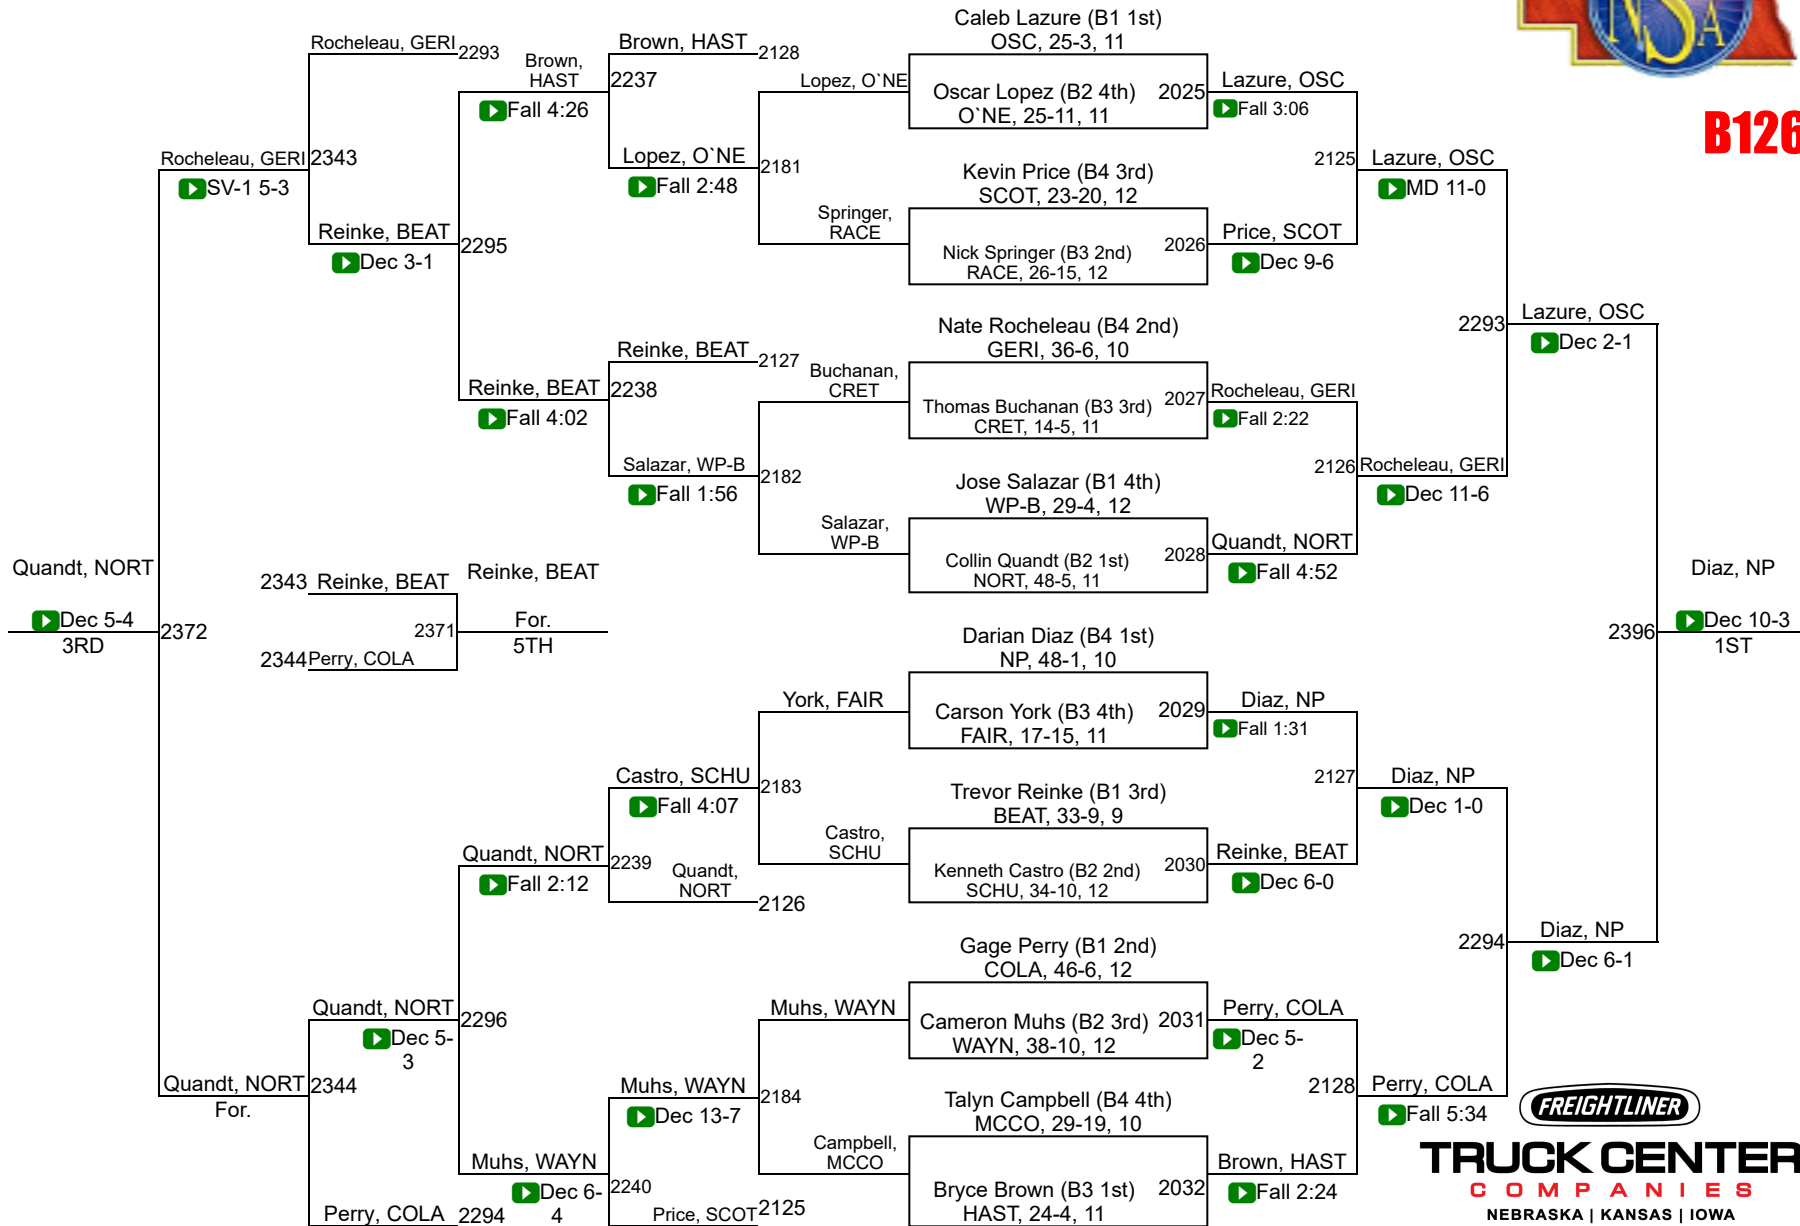 Caleb Lazure (B1 1st)
OSC, 25-3, 11
NSA
B126
Rocheleau, GERI 2293
Brown, HAST 2128
Brown,
HAST
2237
Fall 4:26
Lopez, O`NE
Oscar Lopez (B2 4th) 2025
O`NE, 25-11, 11
Lazure, OSC
Fall 3:06
Rocheleau, GERI 2343
SV-1 5-3
Lopez, O`NE 2181
Fall 2:48
Kevin Price (B4 3rd)
SCOT, 23-20, 12
2125 Lazure, OSC
MD 11-0
Reinke, BEAT 2295
Dec 3-1
Springer,
RACE
Nick Springer (B3 2nd) 2026
RACE, 26-15, 12
Price, SCOT
Dec 9-6
Nate Rocheleau (B4 2nd)
GERI, 36-6, 10
2293 Lazure, OSC
Dec 2-1
Reinke, BEAT 2127
Reinke, BEAT 2238
Fall 4:02
Buchanan,
CRET
Thomas Buchanan (B3 3rd) 2027
CRET, 14-5, 11
Rocheleau, GERI
Fall 2:22
Salazar, WP-B 2182
Fall 1:56
Jose Salazar (B1 4th)
WP-B, 29-4, 12
2126 Rocheleau, GERI
Dec 11-6
Salazar,
WP-B
Collin Quandt (B2 1st) 2028
NORT, 48-5, 11
Quandt, NORT
Fall 4:52
Quandt, NORT
Dec 5-4
3RD
2372
2343 Reinke, BEAT
2344 Perry, COLA
2371
Reinke, BEAT
For.
5TH
Darian Diaz (B4 1st)
NP, 48-1, 10
2396
Diaz, NP
Dec 10-3
1ST
York, FAIR
Carson York (B3 4th) 2029
FAIR, 17-15, 11
Diaz, NP
Fall 1:31
Castro, SCHU 2183
Fall 4:07
Trevor Reinke (B1 3rd)
BEAT, 33-9, 9
2127 Diaz, NP
Dec 1-0
Quandt, NORT 2239
Fall 2:12
Quandt,
NORT
2126
Castro,
SCHU
Kenneth Castro (B2 2nd) 2030
SCHU, 34-10, 12
Reinke, BEAT
Dec 6-0
Gage Perry (B1 2nd)
COLA, 46-6, 12
2294 Diaz, NP
Dec 6-1
Quandt, NORT 2296
Dec 5-
3
Muhs, WAYN
Cameron Muhs (B2 3rd) 2031
WAYN, 38-10, 12
Perry, COLA
Dec 5-
2
Quandt, NORT 2344
For.
Muhs, WAYN 2184
Dec 13-7
Talyn Campbell (B4 4th)
MCCO, 29-19, 10
2128 Perry, COLA
Fall 5:34
Campbell,
MCCO
Muhs, WAYN 2240
Dec 6-
4
Bryce Brown (B3 1st) 2032
HAST, 24-4, 11
Brown, HAST
Fall 2:24
Perry, COLA 2294
Price, SCOT 2125
FREIGHTLINER
TRUCK CENTER
COMPANIES
NEBRASKA | KANSAS | IOWA